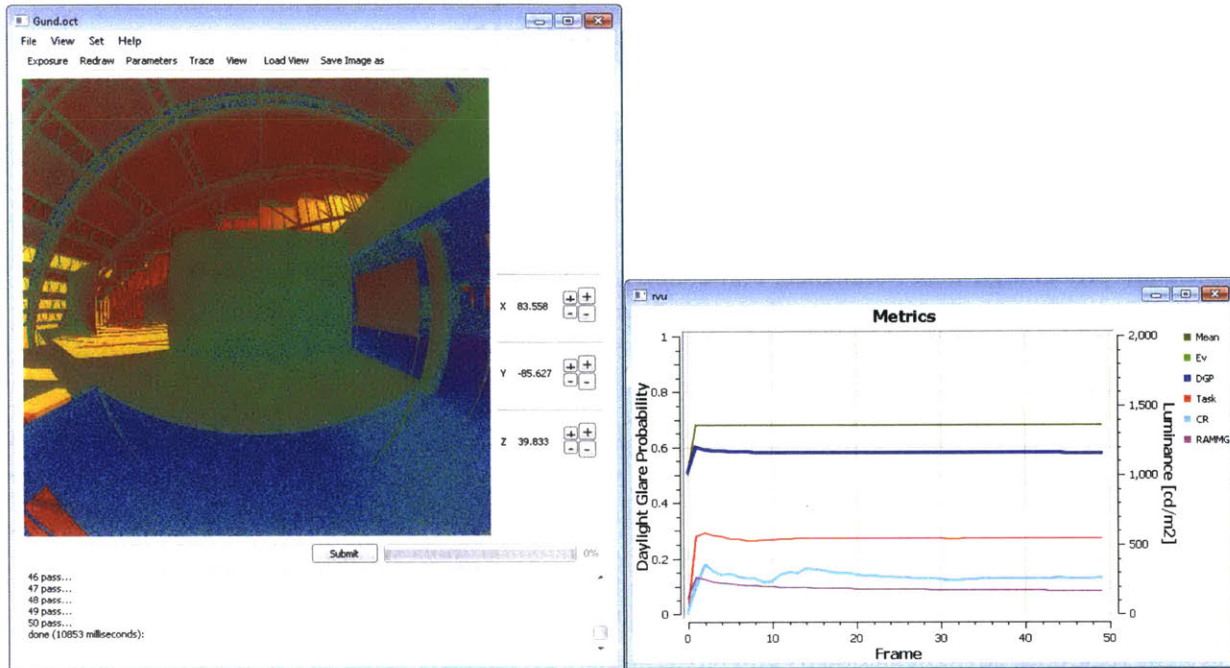 Gund.oct
File View Set Help
Exposure Redraw Parameters Trace View Load View Save Image as
X 83.558 + +
- -
Y -85.627 + +
- -
Z 39.833 + +
- -
Submit 0%
46 pass...
47 pass...
48 pass...
49 pass...
50 pass...
done (10853 milliseconds):
rvu
Metrics
1
0.8
0.6
0.4
0.2
0
Daylight Glare Probability
2,000
1,500
1,000
500
0
Luminance [cd/m2]
0 10 20 30 40 50
Frame
Mean
Ev
DGP
Task
CR
RAMMG